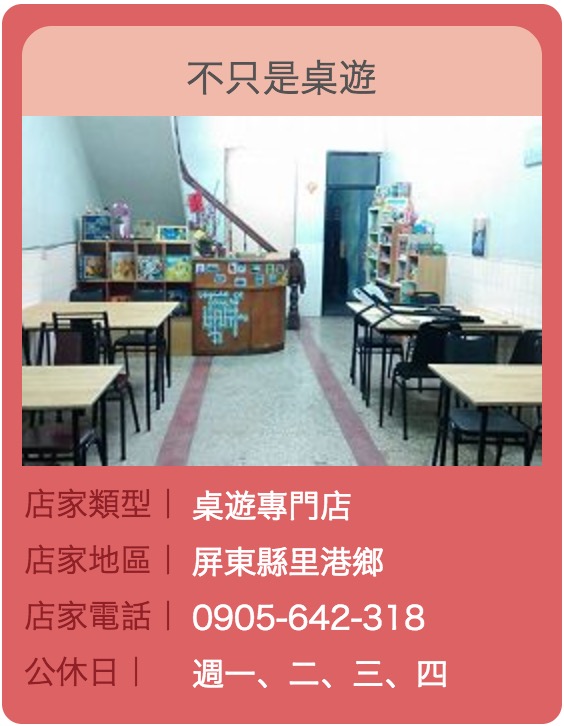 不只是桌遊
店家類型｜ 桌遊專門店
店家地區｜ 屏東縣里港鄉
店家電話｜ 0905-642-318
公休日｜ 週一、二、三、四